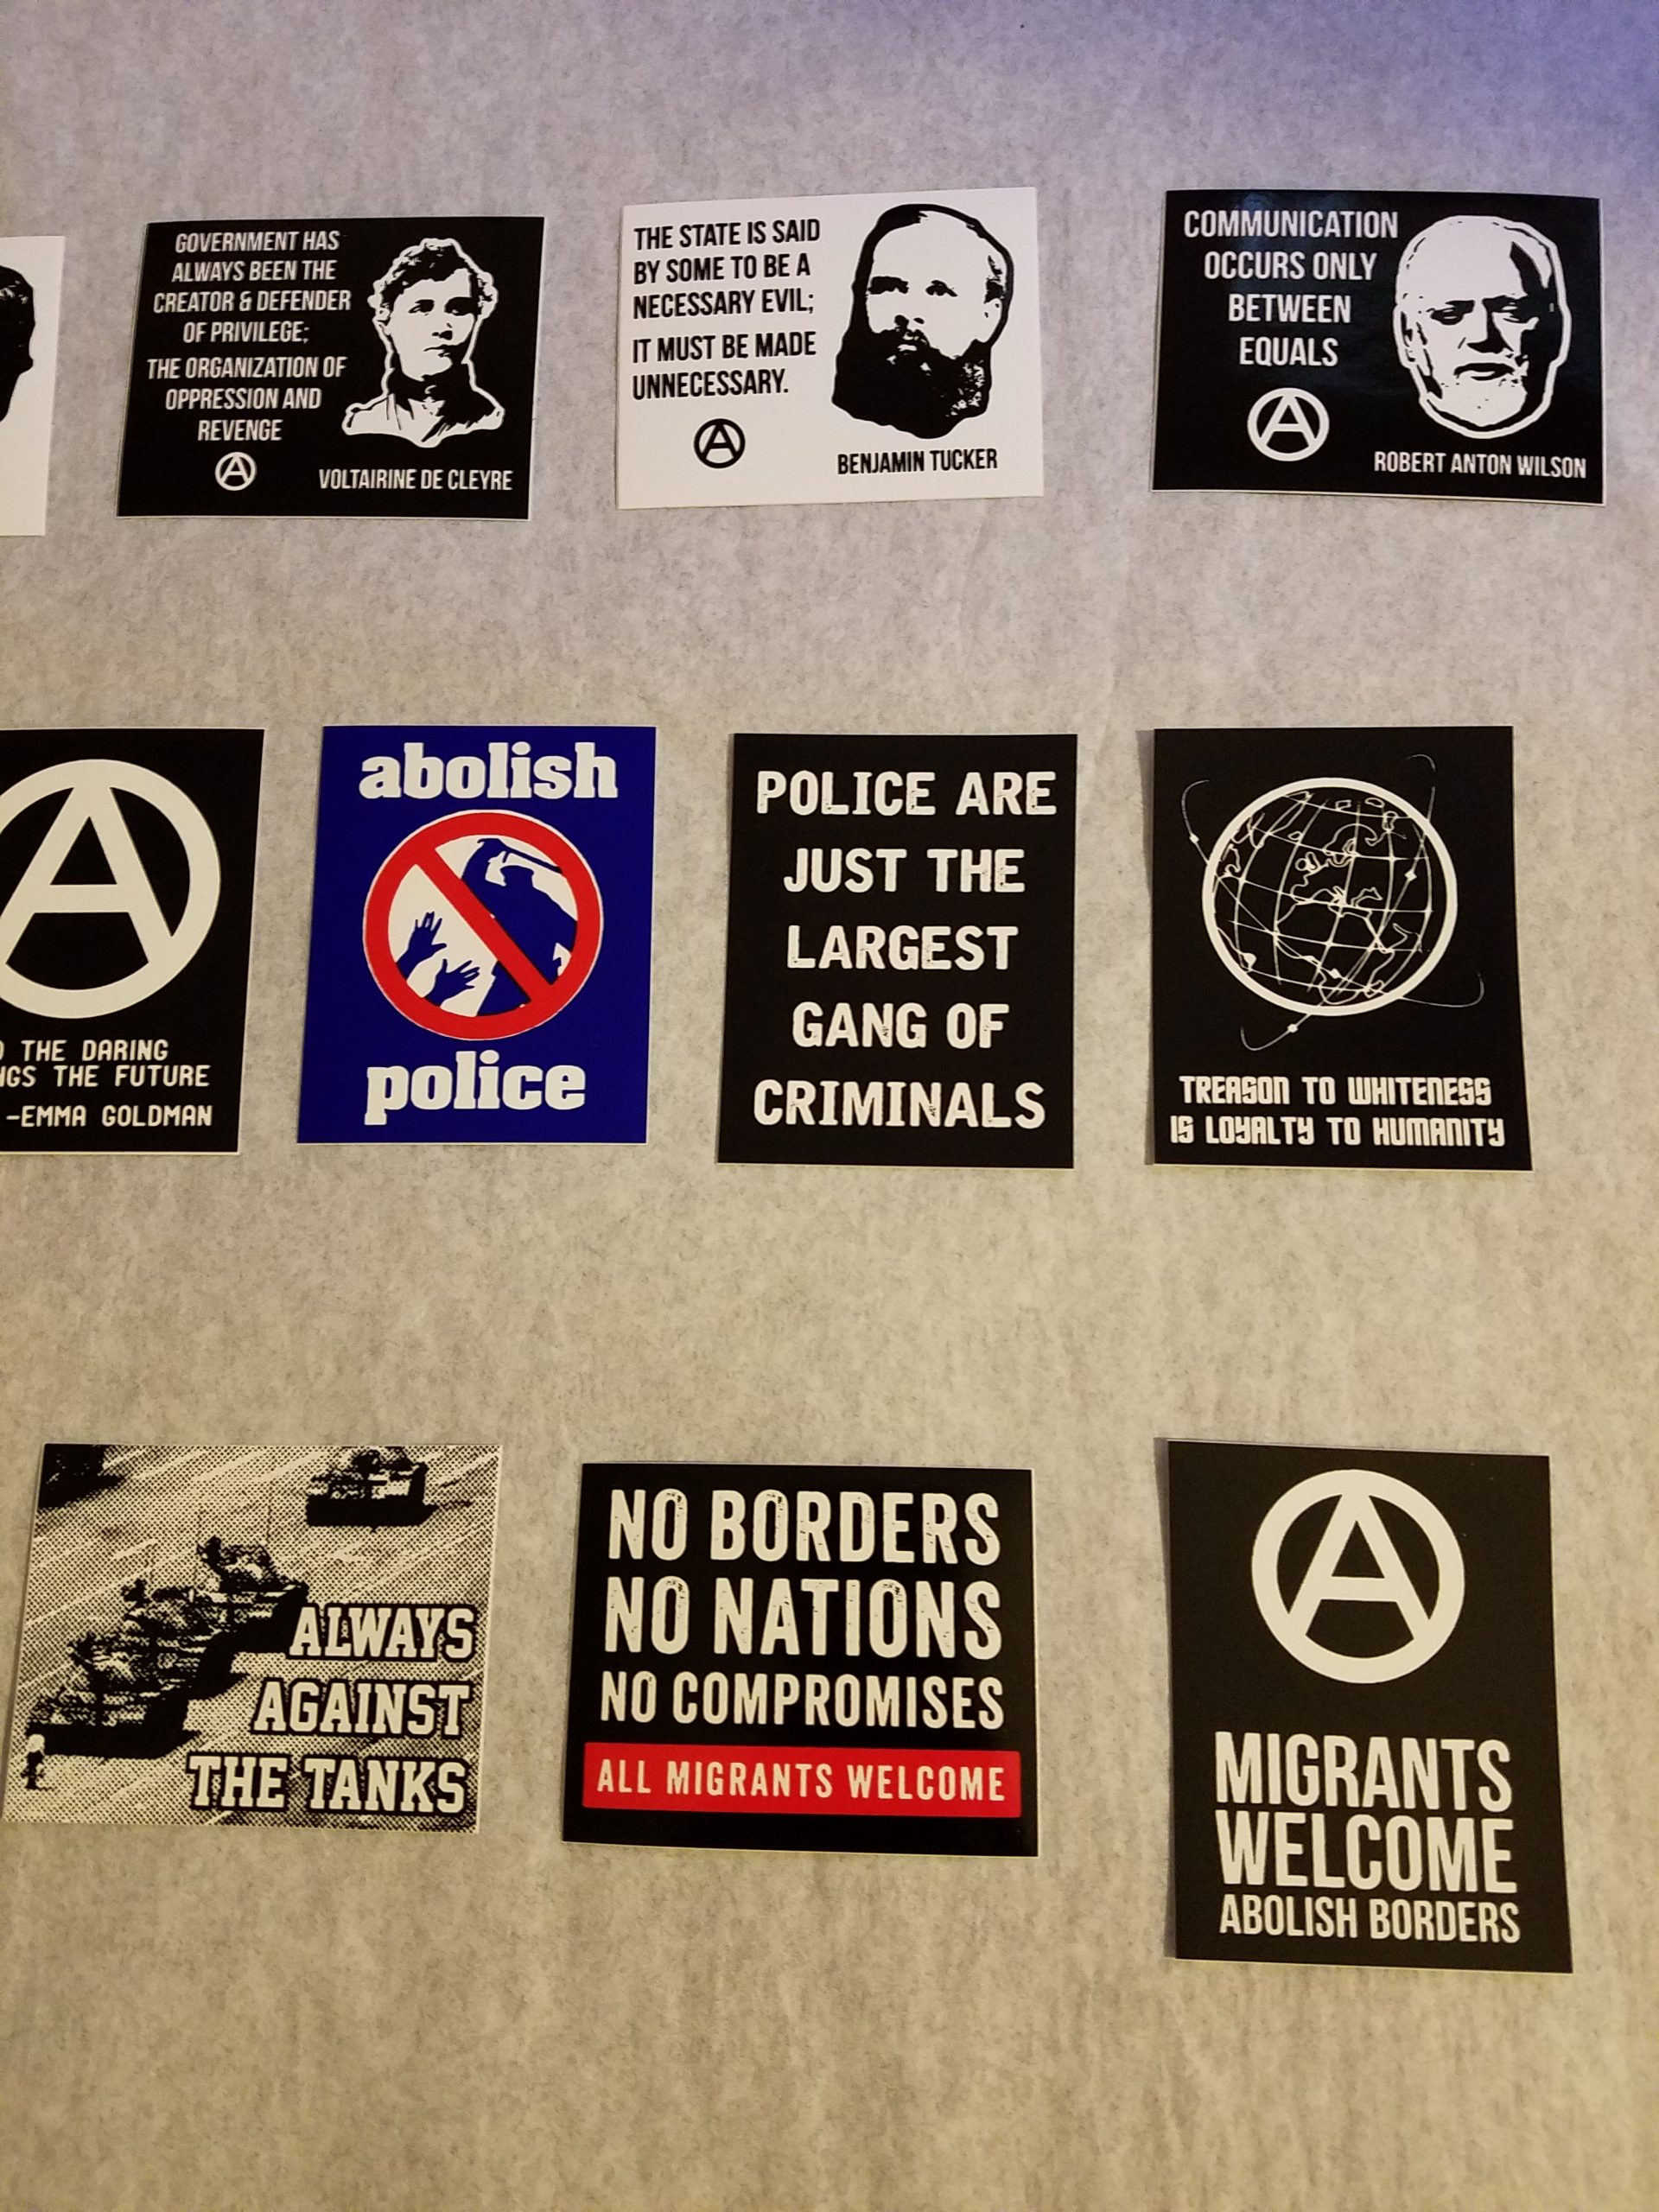 GOVERNMENT HAS
ALWAYS BEEN THE
CREATOR & DEFENDER
OF PRIVILEGE;
THE ORGANIZATION OF
OPPRESSION AND
REVENGE
VOLTAIRINE DE CLEYRE
THE STATE IS SAID
BY SOME TO BE A
NECESSARY EVIL;
IT MUST BE MADE
UNNECESSARY.
BENJAMIN TUCKER
COMMUNICATION
OCCURS ONLY
BETWEEN
EQUALS
ROBERT ANTON WILSON
THE DARING
THE FUTURE
-EMMA GOLDMAN
abolish
police
POLICE ARE
JUST THE
LARGEST
GANG OF
CRIMINALS
TREASON TO WHITENESS
IS LOYALTY TO HUMANITY
ALWAYS
AGAINST
THE TANKS
NO BORDERS
NO NATIONS
NO COMPROMISES
ALL MIGRANTS WELCOME
MIGRANTS
WELCOME
ABOLISH BORDERS